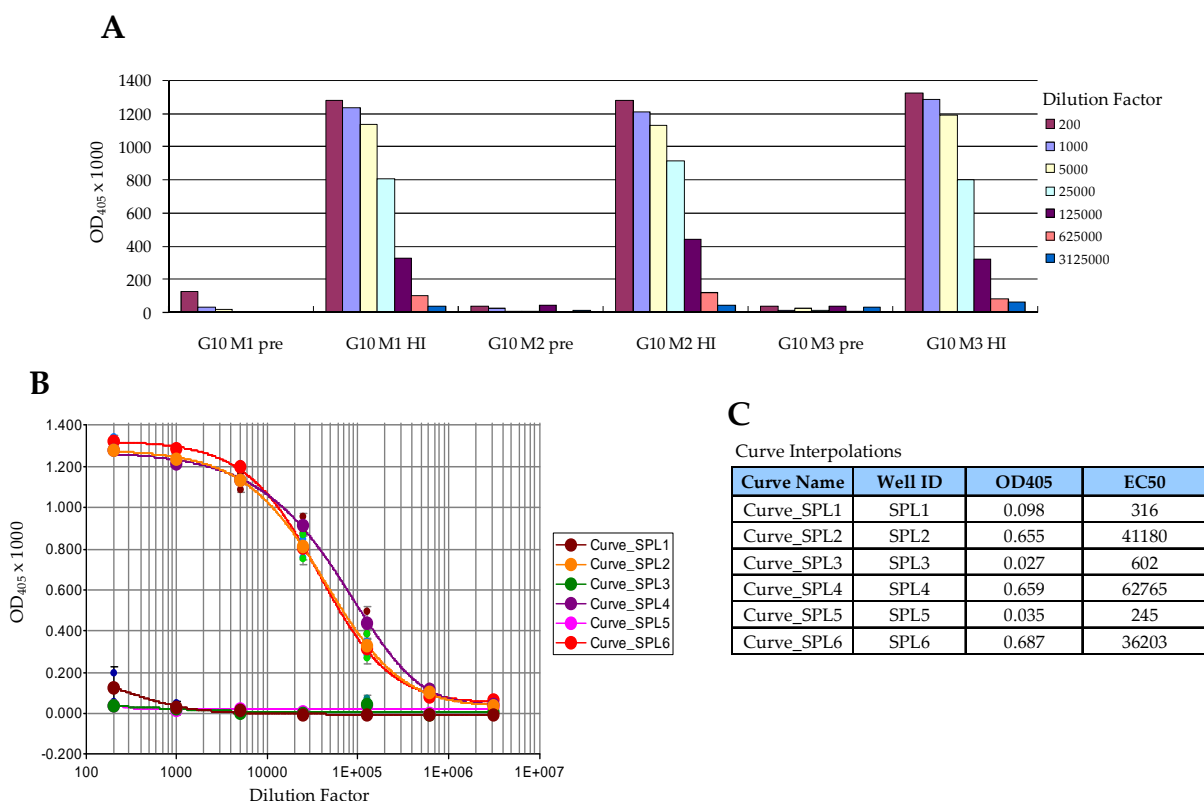 A
OD405 x 1000
1400
1200
1000
800
600
400
200
0
G10 M1 pre
G10 M1 HI
G10 M2 pre
G10 M2 HI
G10 M3 pre
G10 M3 HI
Dilution Factor
200
1000
5000
25000
125000
625000
3125000
B
OD405 x 1000
1.400
1.200
1.000
0.800
0.600
0.400
0.200
0.000
-0.200
100
1000
10000
1E+005
1E+006
1E+007
Dilution Factor
Curve_SPL1
Curve_SPL2
Curve_SPL3
Curve_SPL4
Curve_SPL5
Curve_SPL6
C
Curve Interpolations
Curve Name Well ID OD405 EC50
Curve_SPL1 SPL1 0.098 316
Curve_SPL2 SPL2 0.655 41180
Curve_SPL3 SPL3 0.027 602
Curve_SPL4 SPL4 0.659 62765
Curve_SPL5 SPL5 0.035 245
Curve_SPL6 SPL6 0.687 36203